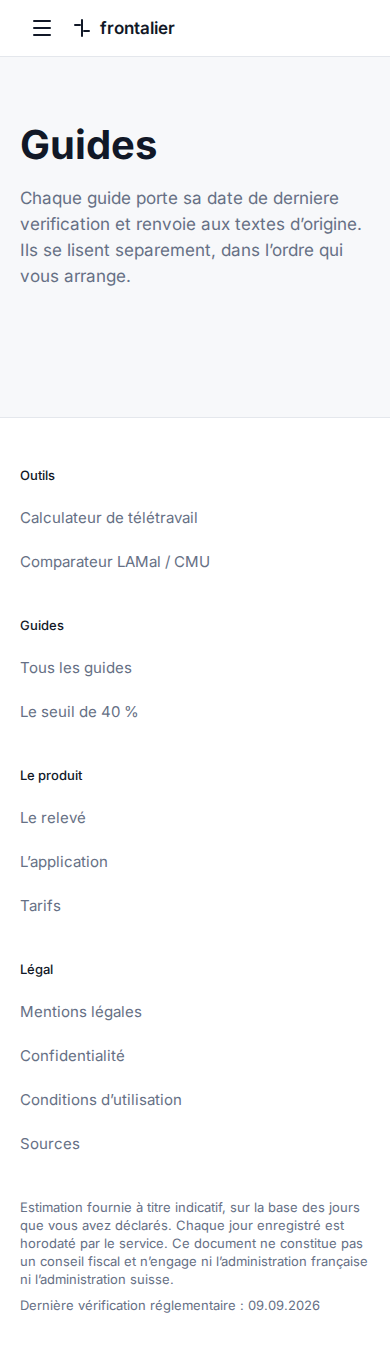 frontalier
Guides
Chaque guide porte sa date de derniere
verification et renvoie aux textes d’origine.
Ils se lisent separement, dans l’ordre qui
vous arrange.
Outils
Calculateur de télétravail
Comparateur LAMal / CMU
Guides
Tous les guides
Le seuil de 40 %
Le produit
Le relevé
L’application
Tarifs
Légal
Mentions légales
Confidentialité
Conditions d’utilisation
Sources
Estimation fournie à titre indicatif, sur la base des jours
que vous avez déclarés. Chaque jour enregistré est
horodaté par le service. Ce document ne constitue pas
un conseil fiscal et n’engage ni l’administration française
ni l’administration suisse.
Dernière vérification réglementaire : 09.09.2026